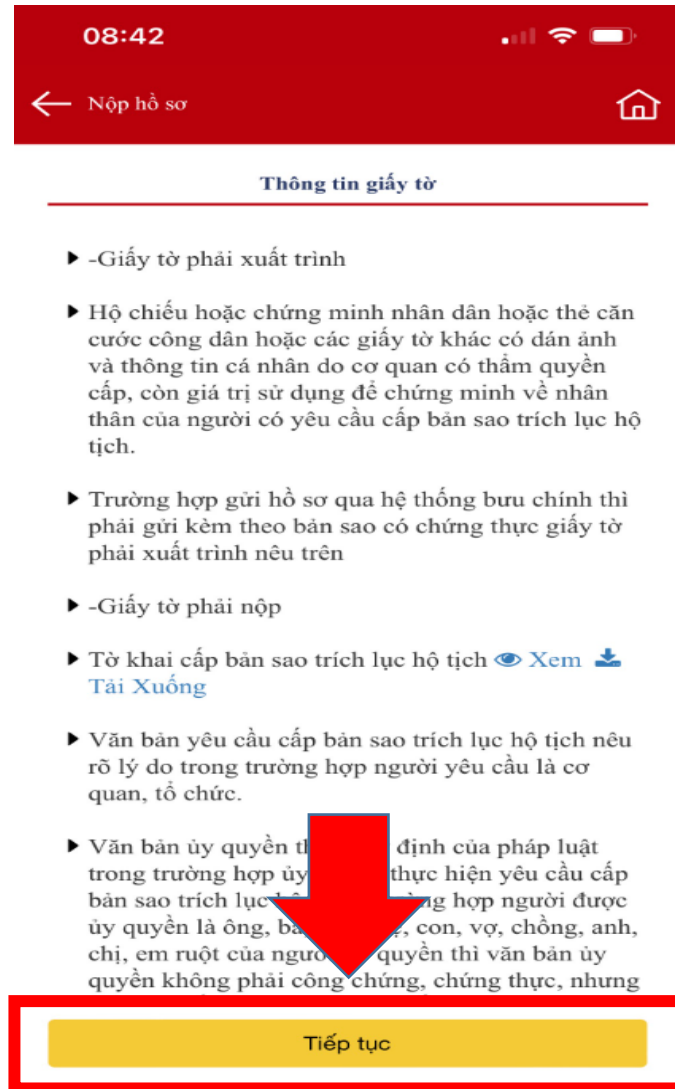 08:42
Nộp hồ sơ
Thông tin giấy tờ
-Giấy tờ phải xuất trình
Hộ chiếu hoặc chứng minh nhân dân hoặc thẻ căn
cước công dân hoặc các giấy tờ khác có dán ảnh
và thông tin cá nhân do cơ quan có thẩm quyền
cấp, còn giá trị sử dụng để chứng minh về nhân
thân của người có yêu cầu cấp bản sao trích lục hộ
tịch.
Trường hợp gửi hồ sơ qua hệ thống bưu chính thì
phải gửi kèm theo bản sao có chứng thực giấy tờ
phải xuất trình nêu trên
-Giấy tờ phải nộp
Tờ khai cấp bản sao trích lục hộ tịch Xem
Tải Xuống
Văn bản yêu cầu cấp bản sao trích lục hộ tịch nêu
rõ lý do trong trường hợp người yêu cầu là cơ
quan, tổ chức.
Văn bản ủy quyền định của pháp luật
trong trường hợp ủy thực hiện yêu cầu cấp
bản sao trích lục hợp người được
ủy quyền là ông, con, vợ, chồng, anh,
chị, em ruột của quyền thì văn bản ủy
quyền không phải công chứng, chứng thực, nhưng
Tiếp tục